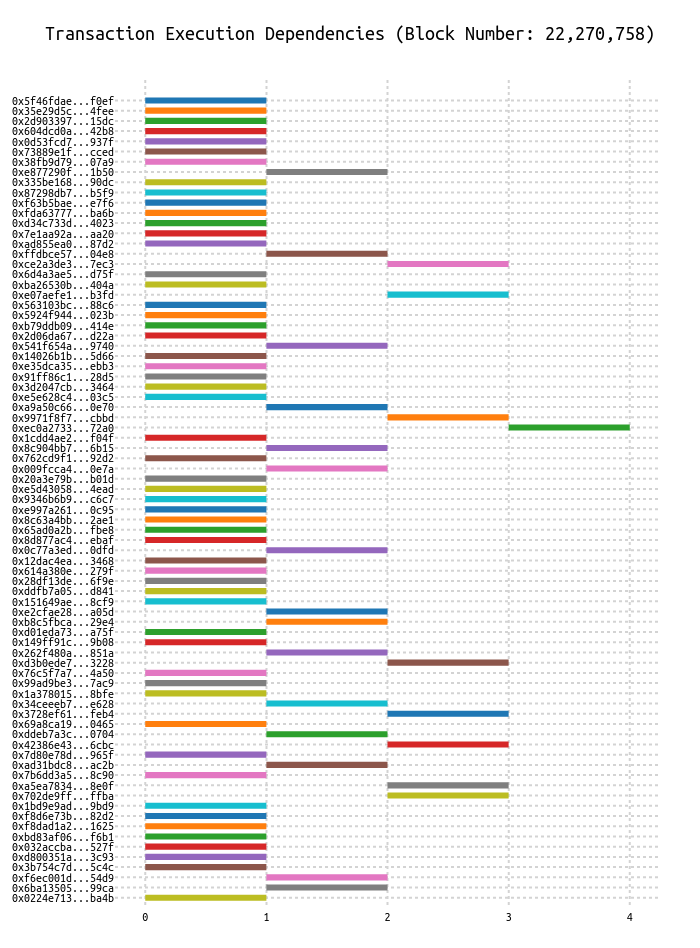 Transaction Execution Dependencies (Block Number: 22,270,758)
0x5f46fdae...f0ef
0x35e29d5c...4fee
0x2d903397...15dc
0x604dcd0a...42b8
0x0d53fcd7...937f
0x73889e1f...cced
0x38fb9d79...07a9
0xe877290f...1b50
0x335be168...90dc
0x87298db7...b5f9
0xf63b5bae...e7f6
0xfda63777...ba6b
0xd34c733d...4023
0x7e1aa92a...aa20
0xad855ea0...87d2
0xffdbce57...04e8
0xce2a3de3...7ec3
0x6d4a3ae5...d75f
0xba26530b...404a
0xe07aefe1...b3fd
0x563103bc...88c6
0x5924f944...023b
0xb79ddb09...414e
0x2d06da67...d22a
0x541f654a...9740
0x14026b1b...5d66
0xe35dca35...ebb3
0x91ff86c1...28d5
0x3d2047cb...3464
0xe5e628c4...03c5
0xa9a50c66...0e70
0x9971f8f7...cbbd
0xec0a2733...72a0
0x1cdd4ae2...f04f
0x8c904bb7...6b15
0x762cd9f1...92d2
0x009fcca4...0e7a
0x20a3e79b...b01d
0xe5d43058...4ead
0x9346b6b9...c6c7
0xe997a261...0c95
0x8c63a4bb...2ae1
0x65ad0a2b...fbe8
0x8d877ac4...ebaf
0x0c77a3ed...0dfd
0x12dac4ea...3468
0x614a380e...279f
0x28df13de...6f9e
0xddfb7a05...d841
0x151649ae...8cf9
0xe2cfae28...a05d
0xb8c5fbca...29e4
0xd01eda73...a75f
0x149ff91c...9b08
0x262f480a...851a
0xd3b0ede7...3228
0x76c5f7a7...4a50
0x99ad9be3...7ac9
0x1a378015...8bfe
0x34ceeeb7...e628
0x3728ef61...feb4
0x69a8ca19...0465
0xddeb7a3c...0704
0x42386e43...6cbc
0x7d80e78d...965f
0xad31bdc8...ac2b
0x7b6dd3a5...8c90
0xa5ea7834...8e0f
0x702de9ff...ffba
0x1bd9e9ad...9bd9
0xf8d6e73b...82d2
0xf8dad1a2...1625
0xbd83af06...f6b1
0x032accba...527f
0xd800351a...3c93
0x3b754c7d...5c4c
0xf6ec001d...54d9
0x6ba13505...99ca
0x0224e713...ba4b
0 1 2 3 4